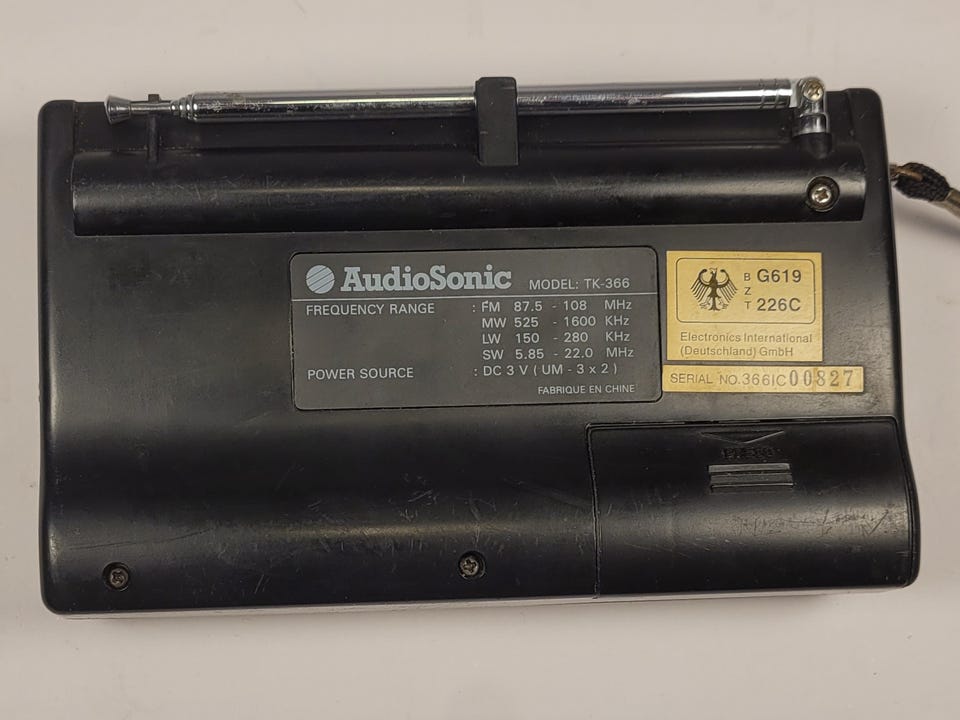 AudioSonic MODEL: TK-366
FREQUENCY RANGE : FM 87.5 - 108 MHz
MW 525 - 1600 KHz
LW 150 - 280 KHz
SW 5.85 - 22.0 MHz
POWER SOURCE : DC 3 V ( UM - 3 x 2 )
FABRIQUE EN CHINE
BZT G619
226C
Electronics International
(Deutschland) GmbH
SERIAL NO.366IC00827